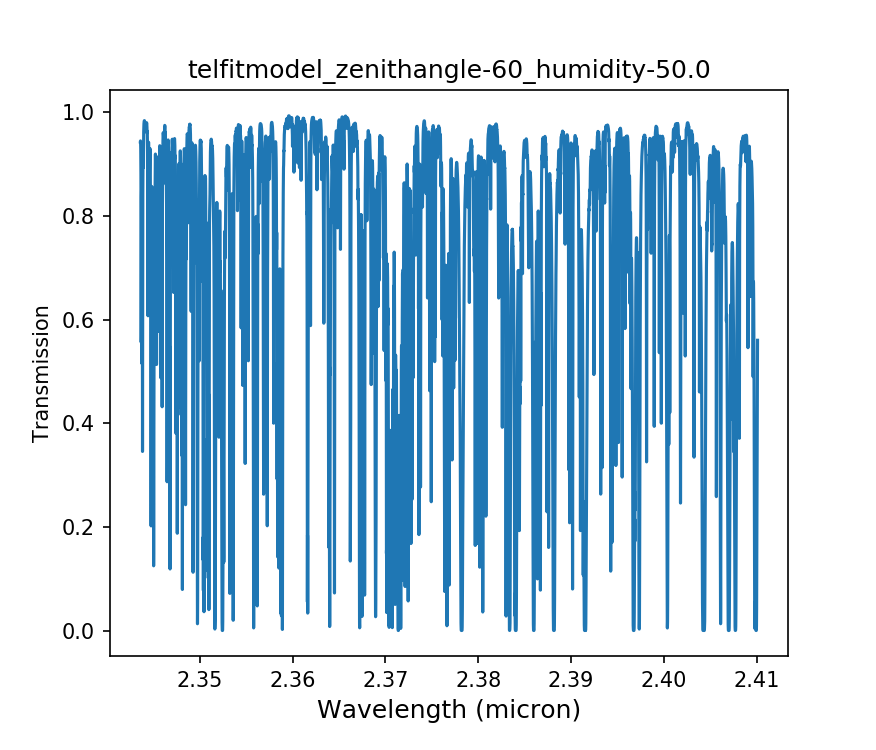 telfitmodel_zenithangle-60_humidity-50.0
1.0
0.8
0.6
0.4
0.2
0.0
Transmission
2.35 2.36 2.37 2.38 2.39 2.40 2.41
Wavelength (micron)